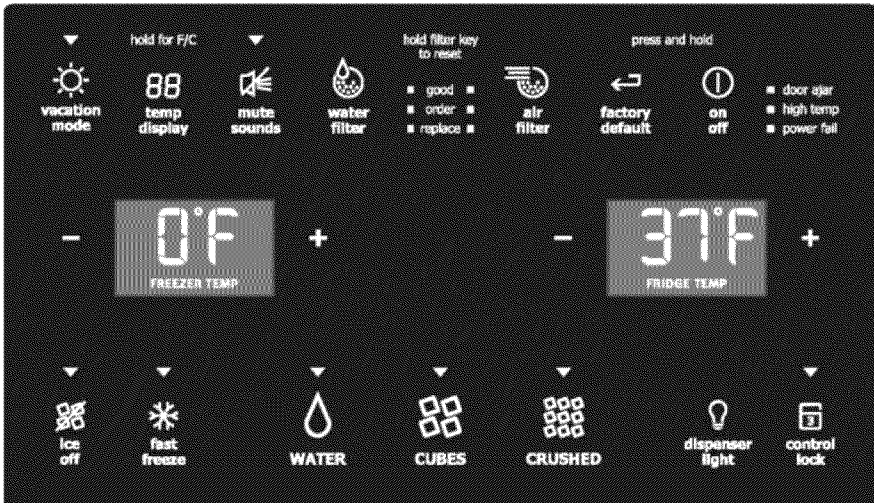 hold for F/C
hold filter key
to reset
press and hold
vacation
mode
88
temp
display
mute
sounds
water
filter
good
order
replace
air
filter
factory
default
on
off
door ajar
high temp
power fail
−
0°F
FREEZER TEMP
+
−
37°F
FRIDGE TEMP
+
ice
off
fast
freeze
WATER
CUBES
CRUSHED
dispenser
light
3
control
lock